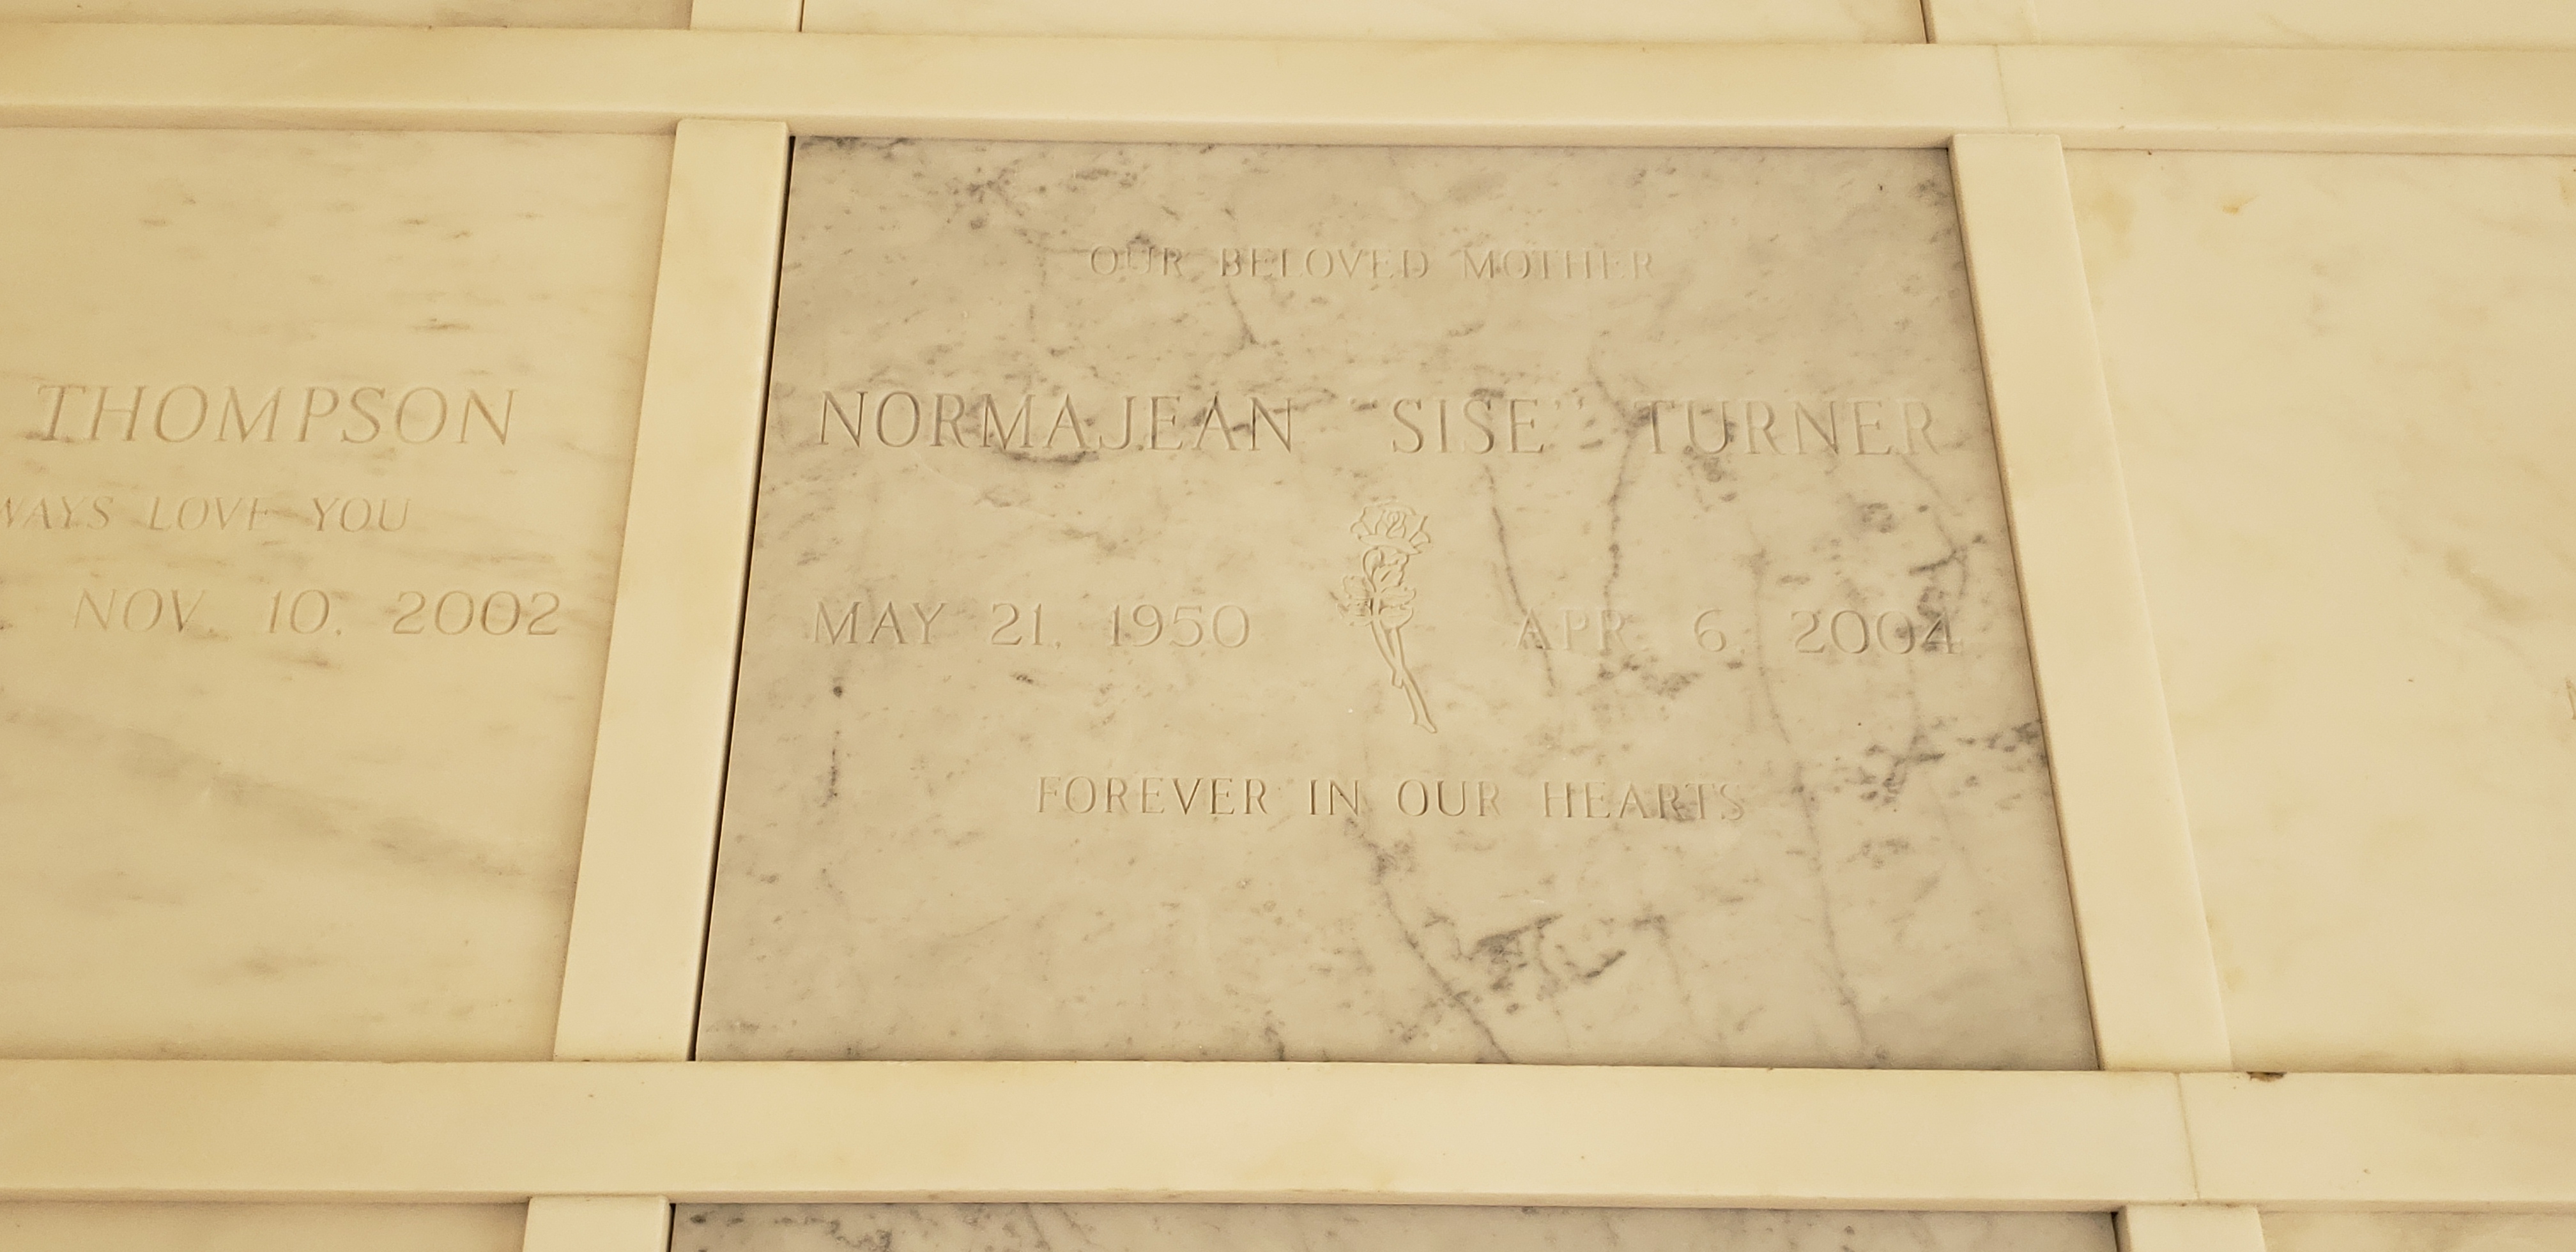 THOMPSON
WAYS LOVE YOU
NOV. 10. 2002
OUR BELOVED MOTHER
NORMAJEAN "SISE" TURNER
MAY 21. 1950 APR. 6. 2004
FOREVER IN OUR HEARTS